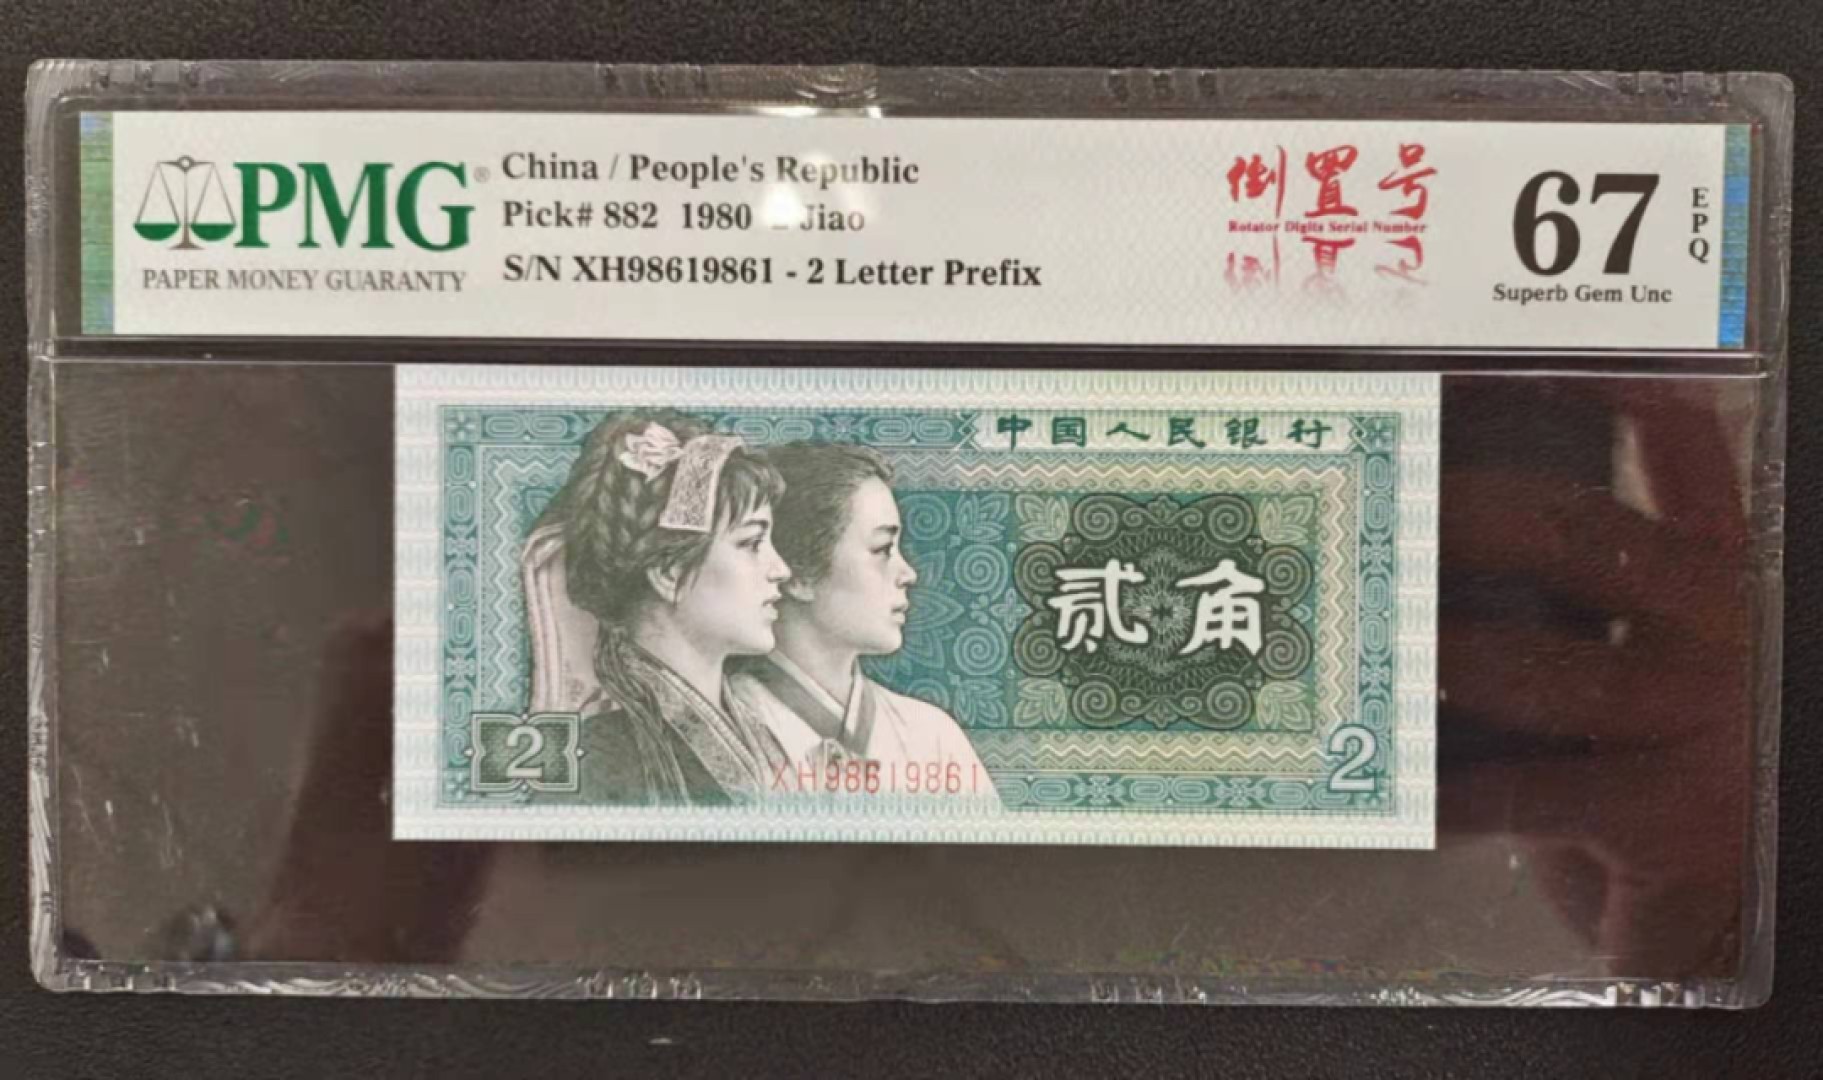 PMG®
PAPER MONEY GUARANTY
China / People's Republic
Pick# 882 1980 Jiao
S/N XH98619861 - 2 Letter Prefix
倒置号
Rotator Digits Serial Number
67
EPQ
Superb Gem Unc
中国人民银行
贰角
2
XH98619861
2